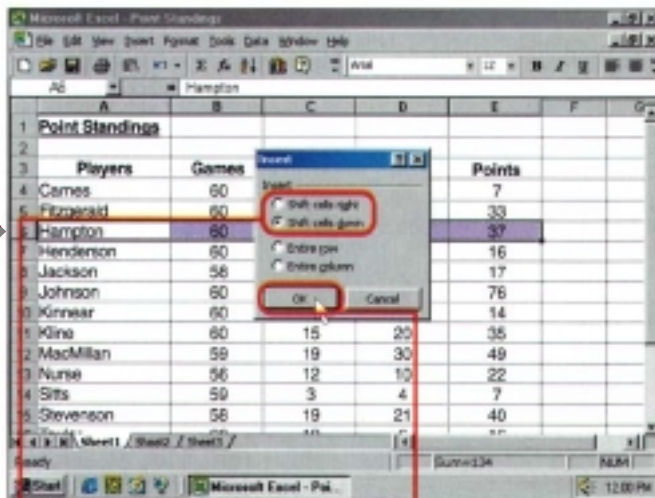 Microsoft Excel - Point Standings
File Edit View Insert Format Tools Data Window Help
Arial 12 B I U
A6 = Hampton
A B C D E F G
1 Point Standings
2
3 Players Games Points
4 Carnes 60 7
5 Fitzgerald 60 33
6 Hampton 60 37
7 Henderson 60 16
8 Jackson 58 17
9 Johnson 60 76
10 Kinnear 60 14
11 Kline 60 15 20 35
12 MacMillan 59 19 30 49
13 Nurse 56 12 10 22
14 Sitts 59 3 4 7
15 Stevenson 58 19 21 40
Insert
Insert
Shift cells right
Shift cells down
Entire row
Entire column
OK Cancel
Sheet1 / Sheet2 / Sheet3 /
Ready Sum=134 NUM
Start Microsoft Excel - Poi... 12:00 PM